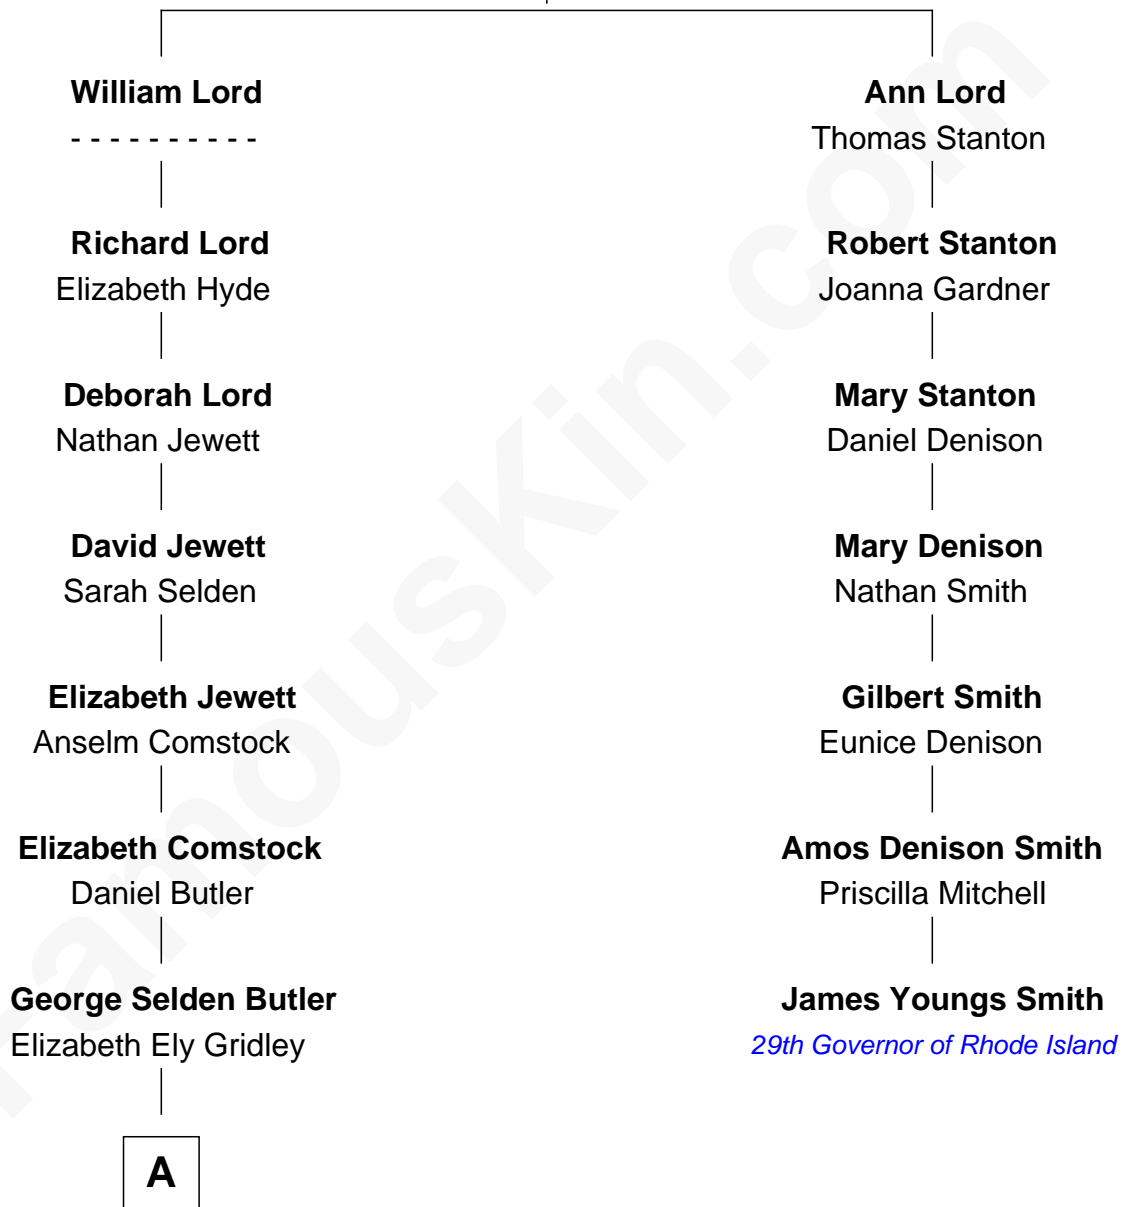 William Lord
- - - - - - - - - -
Ann Lord
Thomas Stanton
Richard Lord
Elizabeth Hyde
Robert Stanton
Joanna Gardner
Deborah Lord
Nathan Jewett
Mary Stanton
Daniel Denison
David Jewett
Sarah Selden
Mary Denison
Nathan Smith
Elizabeth Jewett
Anselm Comstock
Gilbert Smith
Eunice Denison
Elizabeth Comstock
Daniel Butler
Amos Denison Smith
Priscilla Mitchell
George Selden Butler
Elizabeth Ely Gridley
James Youngs Smith
29th Governor of Rhode Island
A
FamousKin.com